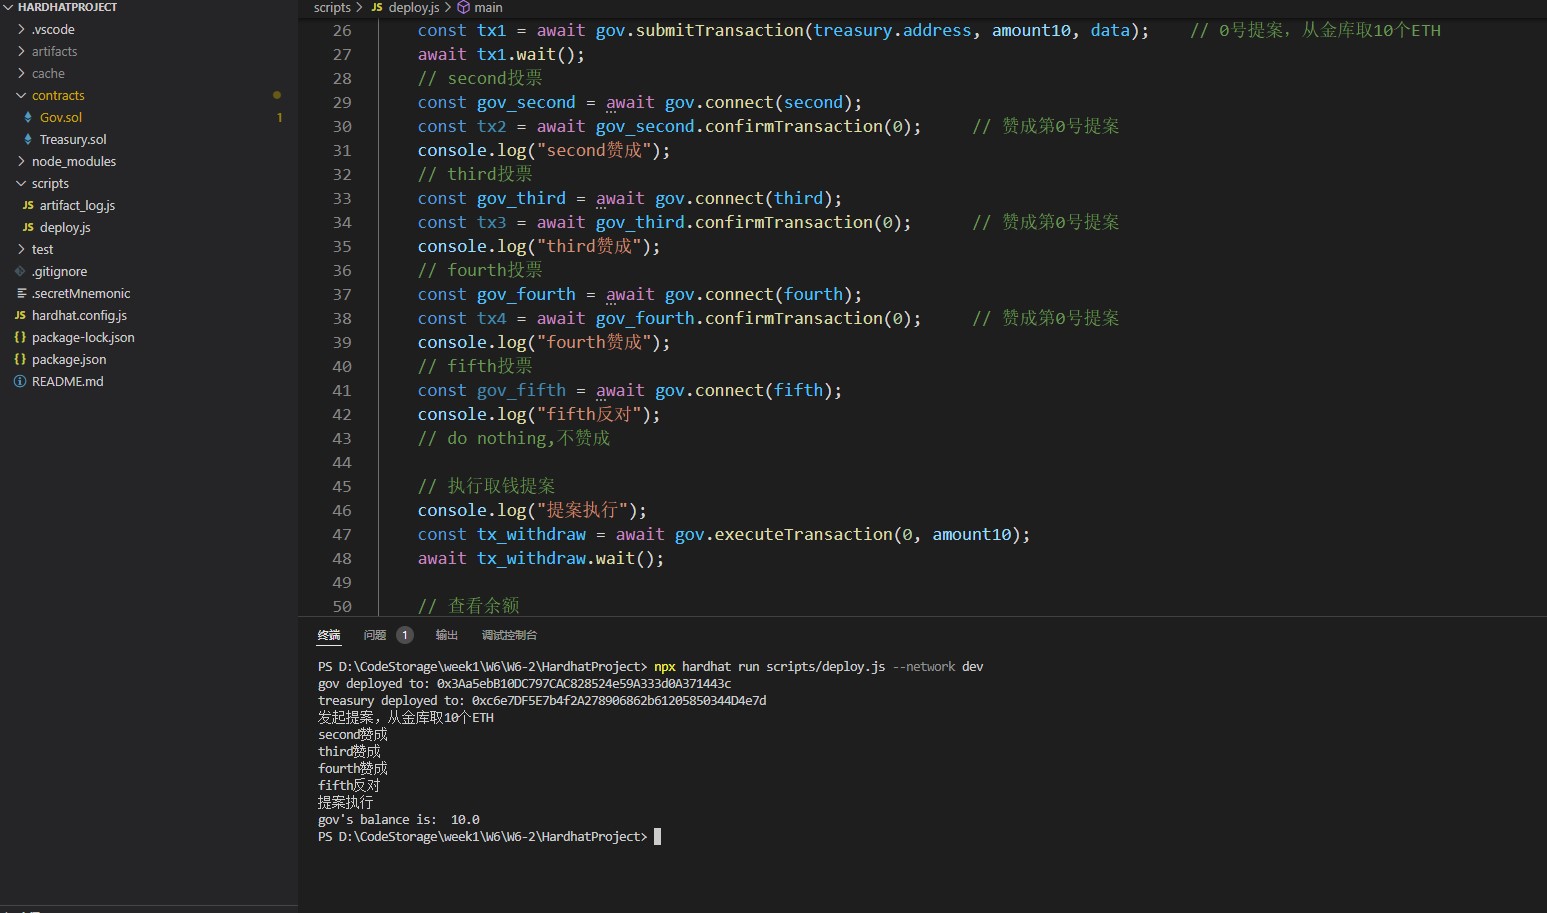 HARDHATPROJECT
.vscode
artifacts
cache
contracts
Gov.sol 1
Treasury.sol
node_modules
scripts
JS artifact_log.js
JS deploy.js
test
.gitignore
.secretMnemonic
JS hardhat.config.js
{} package-lock.json
{} package.json
README.md
scripts > JS deploy.js > main
26 const tx1 = await gov.submitTransaction(treasury.address, amount10, data); // 0号提案，从金库取10个ETH
27 await tx1.wait();
28 // second投票
29 const gov_second = await gov.connect(second);
30 const tx2 = await gov_second.confirmTransaction(0); // 赞成第0号提案
31 console.log("second赞成");
32 // third投票
33 const gov_third = await gov.connect(third);
34 const tx3 = await gov_third.confirmTransaction(0); // 赞成第0号提案
35 console.log("third赞成");
36 // fourth投票
37 const gov_fourth = await gov.connect(fourth);
38 const tx4 = await gov_fourth.confirmTransaction(0); // 赞成第0号提案
39 console.log("fourth赞成");
40 // fifth投票
41 const gov_fifth = await gov.connect(fifth);
42 console.log("fifth反对");
43 // do nothing,不赞成
44
45 // 执行取钱提案
46 console.log("提案执行");
47 const tx_withdraw = await gov.executeTransaction(0, amount10);
48 await tx_withdraw.wait();
49
50 // 查看余额
终端 问题 1 输出 调试控制台
PS D:\CodeStorage\week1\W6\W6-2\HardhatProject> npx hardhat run scripts/deploy.js --network dev
gov deployed to: 0x3Aa5ebB10DC797CAC828524e59A333d0A371443c
treasury deployed to: 0xc6e7DF5E7b4f2A278906862b61205850344D4e7d
发起提案，从金库取10个ETH
second赞成
third赞成
fourth赞成
fifth反对
提案执行
gov's balance is:  10.0
PS D:\CodeStorage\week1\W6\W6-2\HardhatProject>